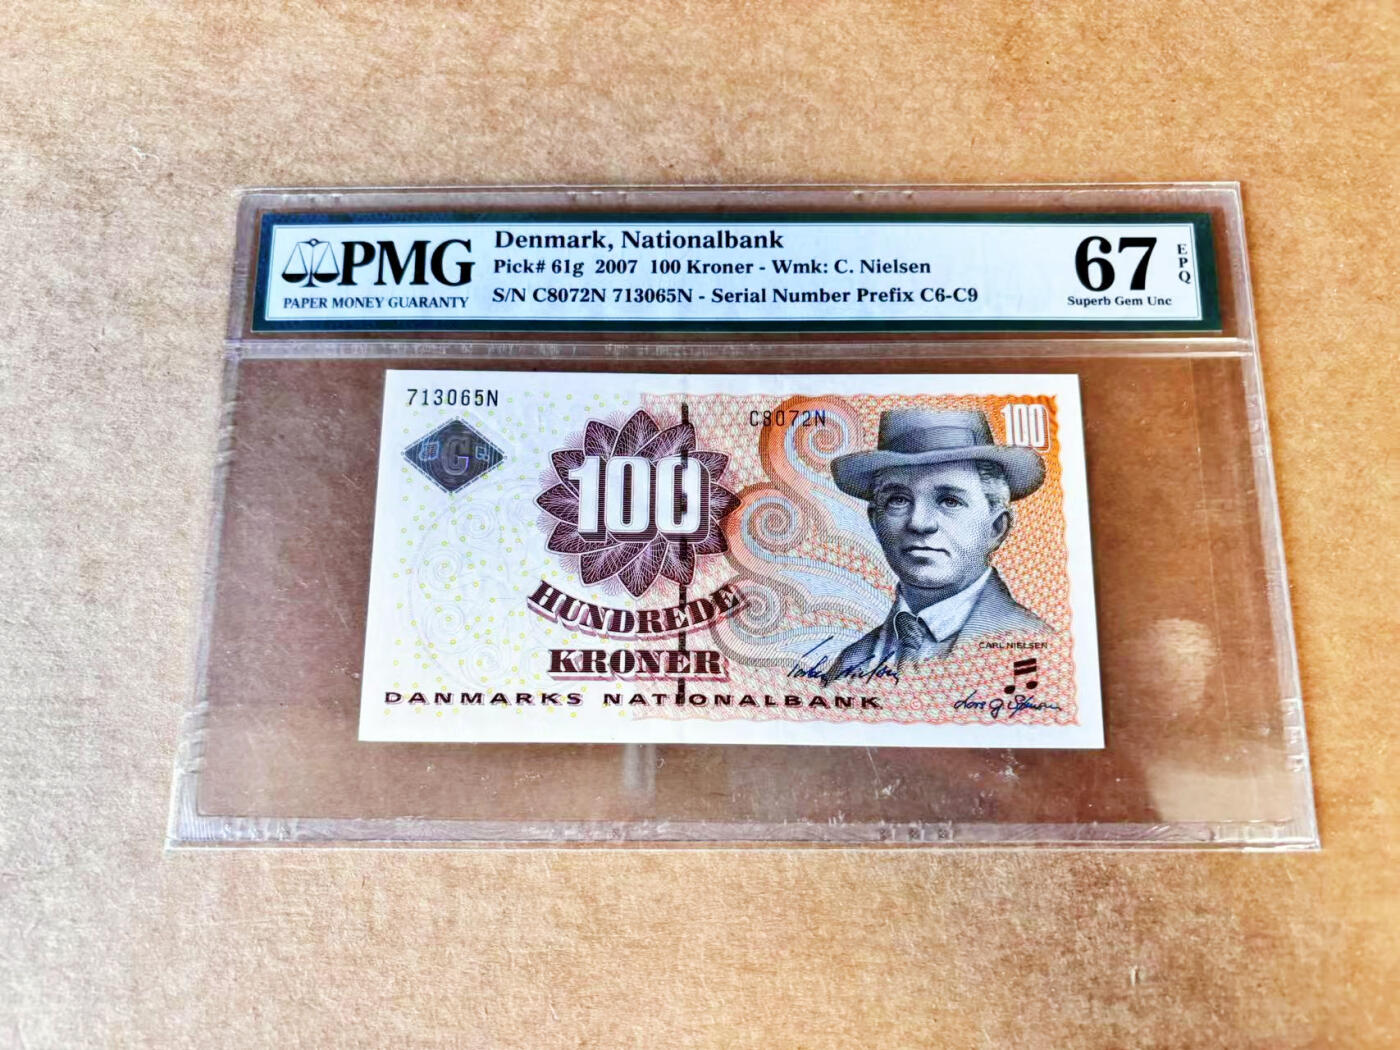 PMG
PAPER MONEY GUARANTY
Denmark, Nationalbank
Pick# 61g 2007 100 Kroner - Wmk: C. Nielsen
S/N C8072N 713065N - Serial Number Prefix C6-C9
67
Superb Gem Unc
EPQ
713065N
C8072N
100
C
100
HUNDREDE
KRONER
CARL NIELSEN
DANMARKS NATIONALBANK